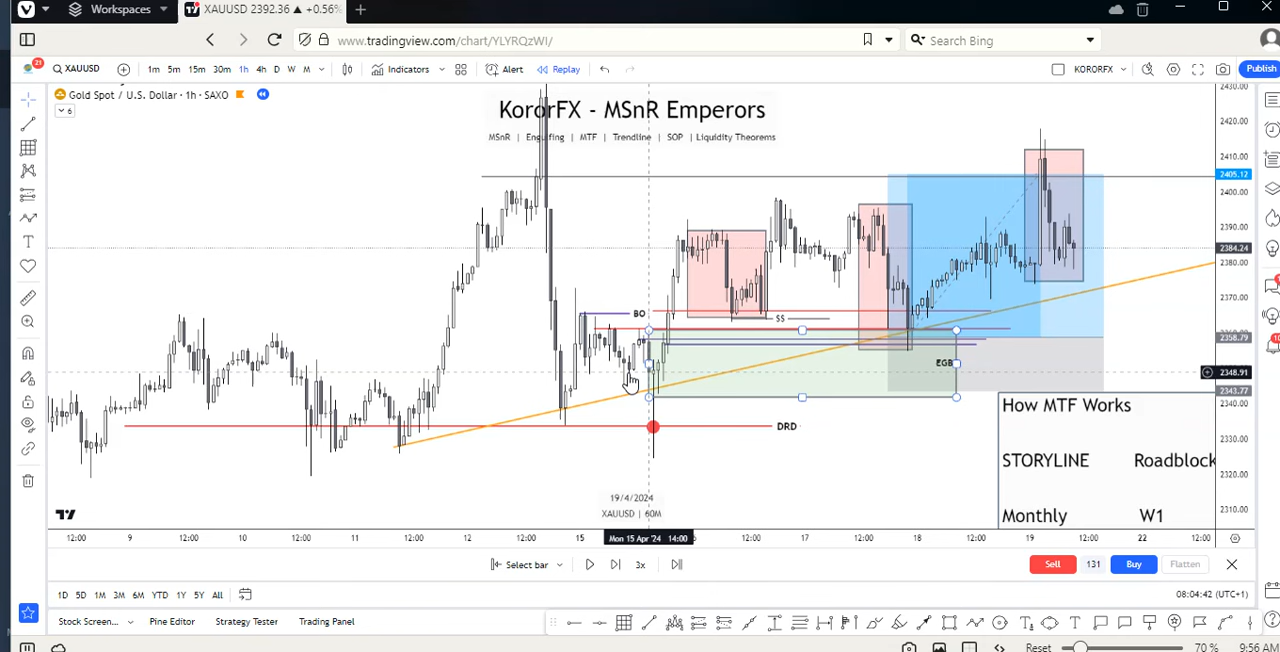 Workspaces XAUUSD 2392.36 ▲ +0.56%
www.tradingview.com/chart/YLYRQzWI/ Search Bing
21 XAUUSD 1m 5m 15m 30m 1h 4h D W M Indicators Alert Replay KORORFX Publish
Gold Spot / U.S. Dollar · 1h · SAXO
6
KororFX - MSnR Emperors
MSnR | Engulfing | MTF | Trendline | SOP | Liquidity Theorems
2430.00
2420.00
2410.00
2405.12
2400.00
2390.00
2384.24
2380.00
2370.00
BO
$$
2358.79
EGB
2348.91
2343.77
2340.00
How MTF Works
DRD
2330.00
STORYLINE Roadblock
2320.00
19/4/2024
XAUUSD | 60M
2310.00
Monthly W1
12:00 9 12:00 10 12:00 11 12:00 12 12:00 15 Mon 15 Apr '24 14:00 12:00 17 12:00 18 12:00 19 12:00 22 12:00
Select bar 3x Sell 131 Buy Flatten
1D 5D 1M 3M 6M YTD 1Y 5Y All 08:04:42 (UTC+1)
Stock Screen... Pine Editor Strategy Tester Trading Panel
Reset 70 % 9:56 AM